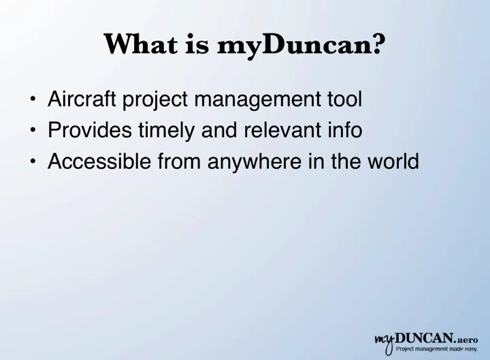 What is myDuncan?
• Aircraft project management tool
• Provides timely and relevant info
• Accessible from anywhere in the world
myDUNCAN.aero
Project management made easy.